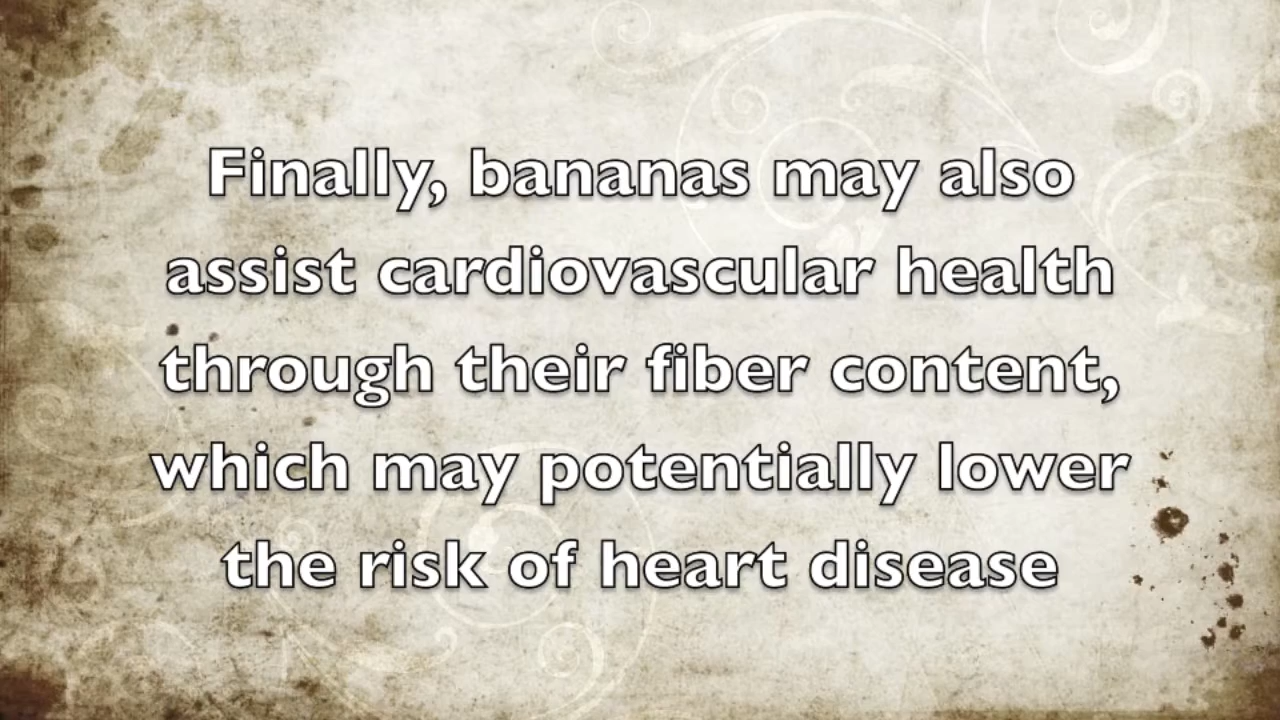 Finally, bananas may also
assist cardiovascular health
through their fiber content,
which may potentially lower
the risk of heart disease